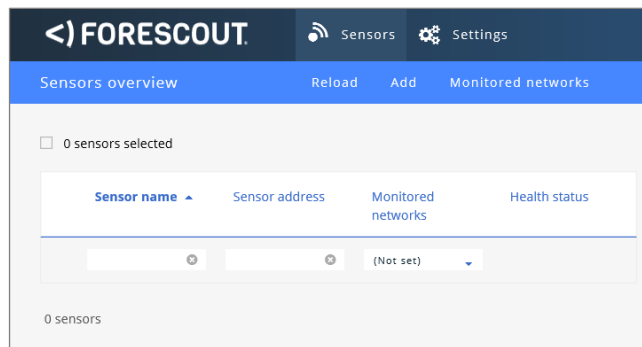 <) FORESCOUT.
Sensors
Settings
Sensors overview
Reload
Add
Monitored networks
0 sensors selected
Sensor name
Sensor address
Monitored
networks
Health status
(Not set)
0 sensors